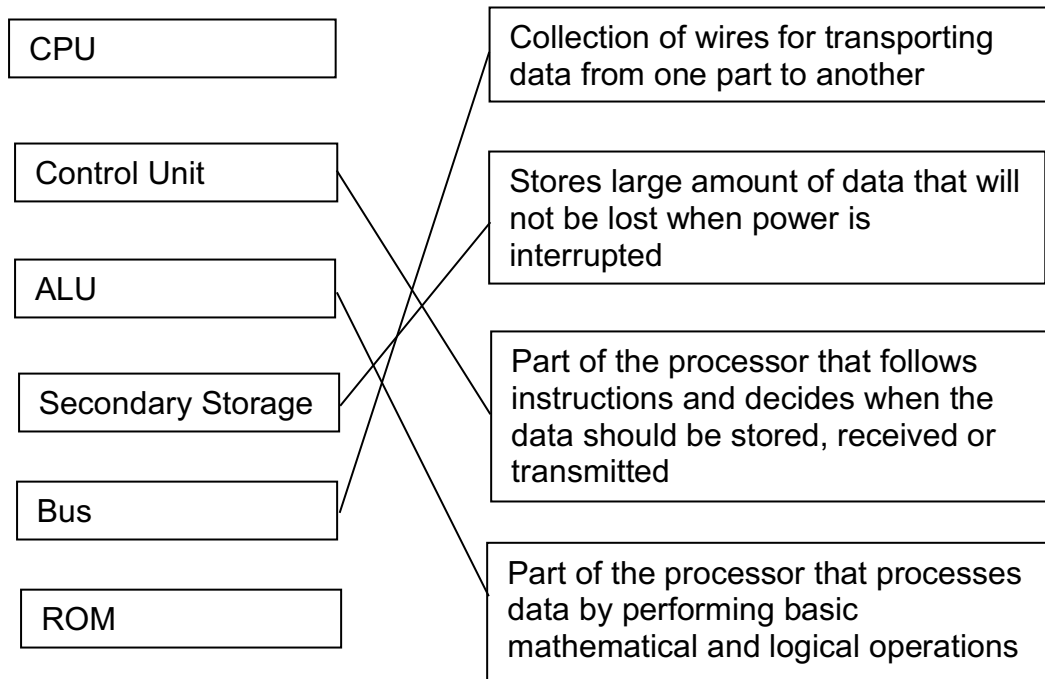 CPU
Control Unit
ALU
Secondary Storage
Bus
ROM
Collection of wires for transporting
data from one part to another
Stores large amount of data that will
not be lost when power is
interrupted
Part of the processor that follows
instructions and decides when the
data should be stored, received or
transmitted
Part of the processor that processes
data by performing basic
mathematical and logical operations